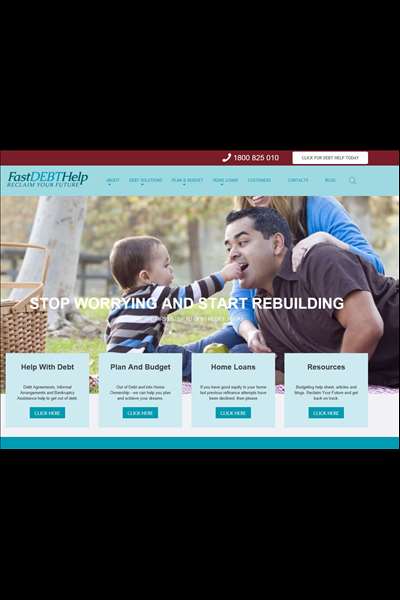 1800 825 010
CLICK FOR DEBT HELP TODAY
FastDEBTHelp
RECLAIM YOUR FUTURE
ABOUT
DEBT SOLUTIONS
PLAN & BUDGET
HOME LOANS
CUSTOMERS
CONTACTS
BLOG
STOP WORRYING AND START REBUILDING
Help With Debt
Debt Agreements, Informal
Arrangements and Bankruptcy
Assistance help to get out of debt.
CLICK HERE
Plan And Budget
Out of Debt and into Home
Ownership - we can help you plan
and achieve your dreams.
CLICK HERE
Home Loans
If you have good equity in your home
but previous refinance attempts have
been declined, then please
CLICK HERE
Resources
Budgeting help sheet, articles and
blogs. Reclaim Your Future and get
back on track.
CLICK HERE